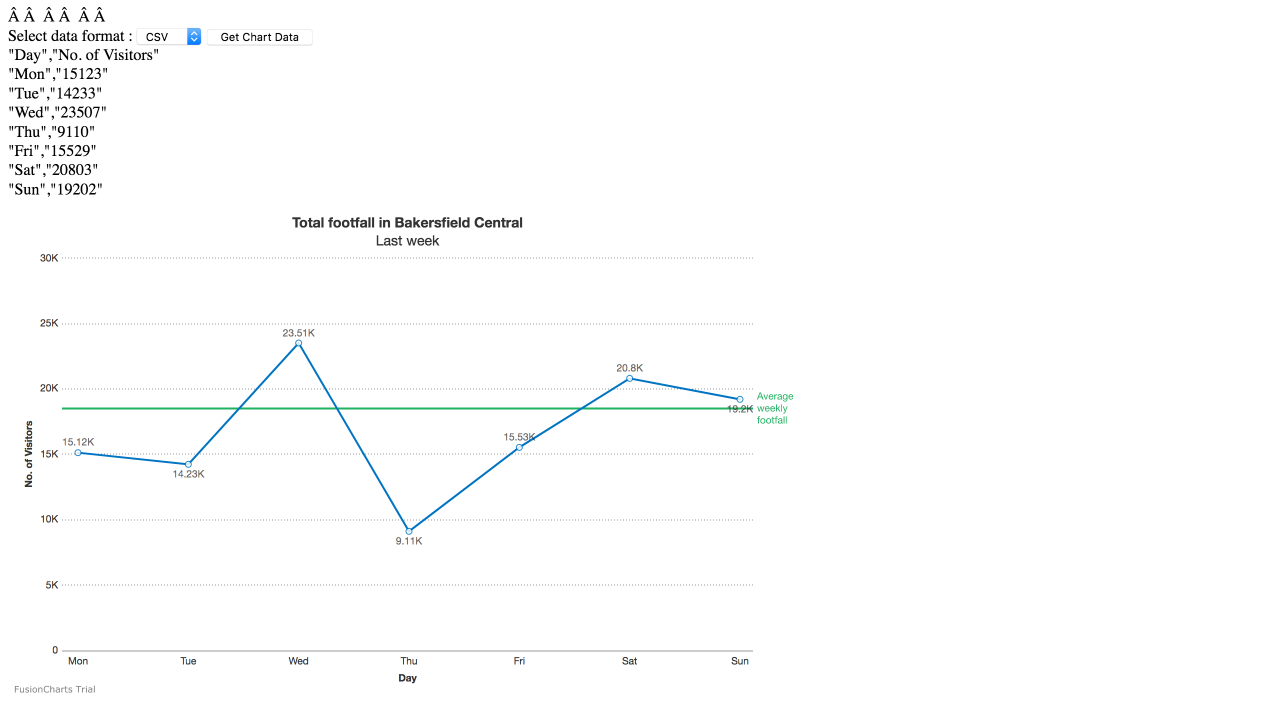 Â Â  Â Â  Â Â
Select data format : CSV Get Chart Data
"Day","No. of Visitors"
"Mon","15123"
"Tue","14233"
"Wed","23507"
"Thu","9110"
"Fri","15529"
"Sat","20803"
"Sun","19202"
Total footfall in Bakersfield Central
Last week
30K
25K
20K
15K
10K
5K
0
No. of Visitors
15.12K
14.23K
23.51K
9.11K
15.53K
20.8K
19.2K
Average
weekly
footfall
Mon Tue Wed Thu Fri Sat Sun
Day
FusionCharts Trial